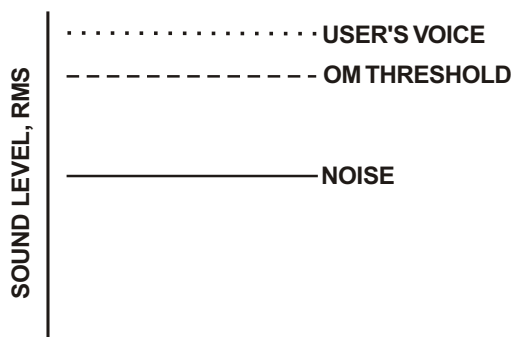 USER'S VOICE
OM THRESHOLD
NOISE
SOUND LEVEL, RMS